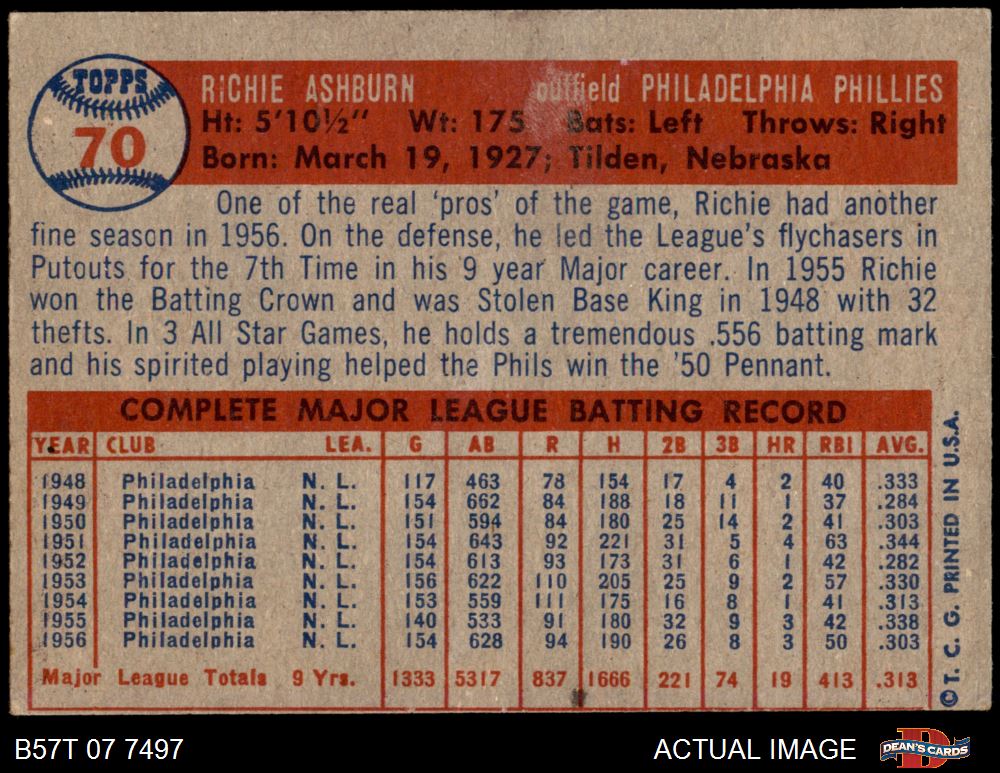 TOPPS
70
RICHIE ASHBURN outfield PHILADELPHIA PHILLIES
Ht: 5'10½" Wt: 175 Bats: Left Throws: Right
Born: March 19, 1927; Tilden, Nebraska
One of the real 'pros' of the game, Richie had another
fine season in 1956. On the defense, he led the League's flychasers in
Putouts for the 7th Time in his 9 year Major career. In 1955 Richie
won the Batting Crown and was Stolen Base King in 1948 with 32
thefts. In 3 All Star Games, he holds a tremendous .556 batting mark
and his spirited playing helped the Phils win the '50 Pennant.
COMPLETE MAJOR LEAGUE BATTING RECORD
YEAR CLUB LEA. G AB R H 2B 3B HR RBI AVG.
1948 Philadelphia N. L. 117 463 78 154 17 4 2 40 .333
1949 Philadelphia N. L. 154 662 84 188 18 11 1 37 .284
1950 Philadelphia N. L. 151 594 84 180 25 14 2 41 .303
1951 Philadelphia N. L. 154 643 92 221 31 5 4 63 .344
1952 Philadelphia N. L. 154 613 93 173 31 6 1 42 .282
1953 Philadelphia N. L. 156 622 110 205 25 9 2 57 .330
1954 Philadelphia N. L. 153 559 111 175 16 8 1 41 .313
1955 Philadelphia N. L. 140 533 91 180 32 9 3 42 .338
1956 Philadelphia N. L. 154 628 94 190 26 8 3 50 .303
Major League Totals 9 Yrs. 1333 5317 837 1666 221 74 19 413 .313
© T. C. G. PRINTED IN U.S.A.
B57T 07 7497 ACTUAL IMAGE DEAN'S CARDS